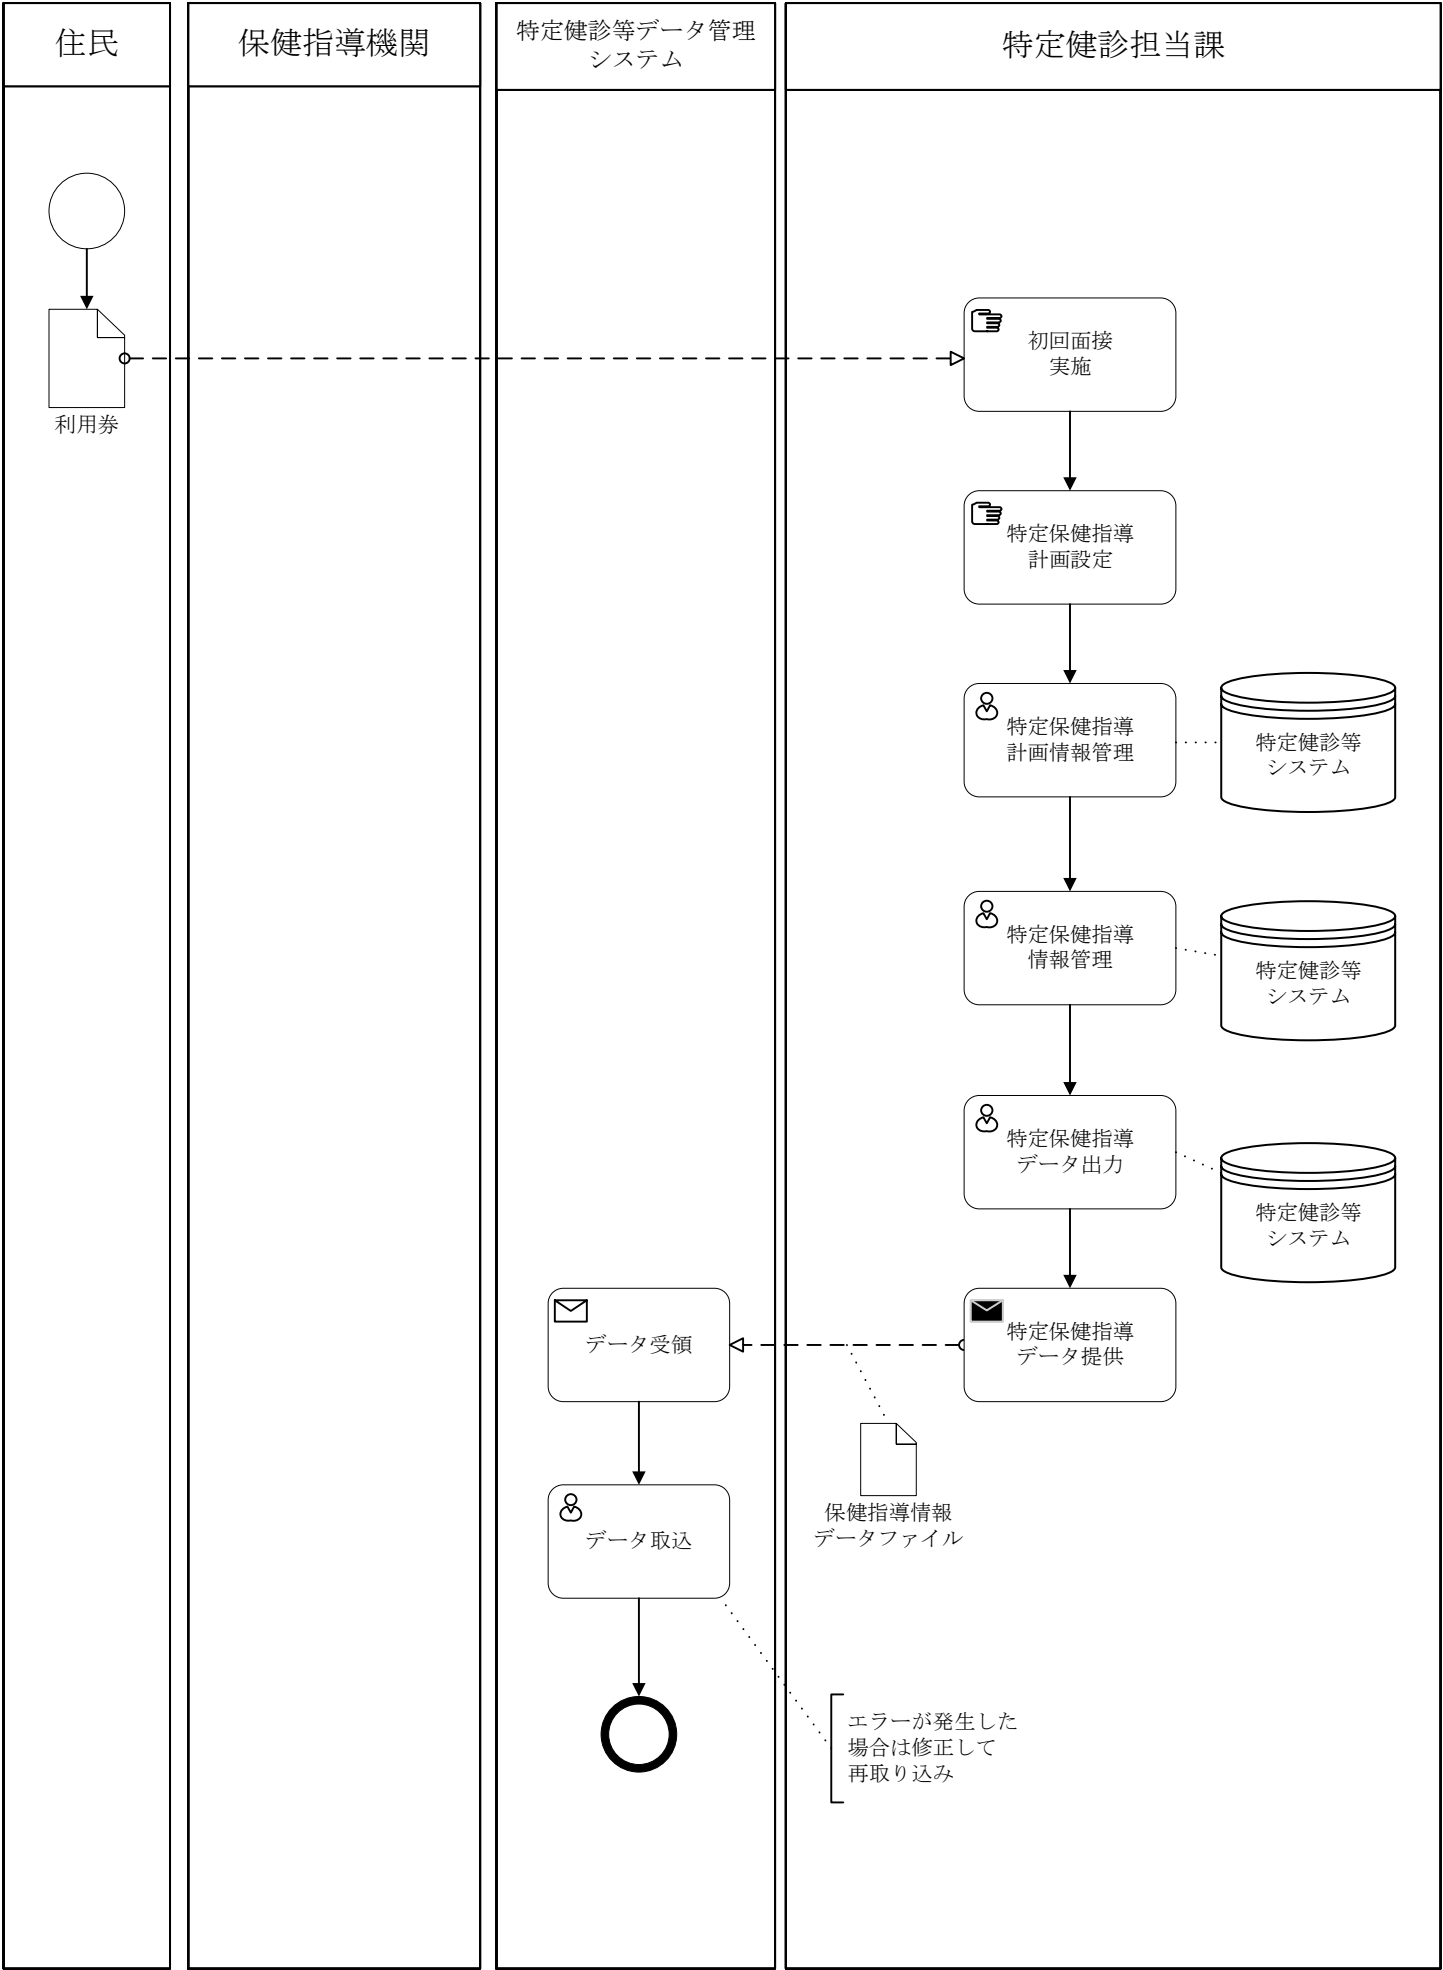 住民
保健指導機関
特定健診等データ管理
システム
特定健診担当課
利用券
初回面接
実施
特定保健指導
計画設定
特定保健指導
計画情報管理
特定健診等
システム
特定保健指導
情報管理
特定健診等
システム
特定保健指導
データ出力
特定健診等
システム
データ受領
特定保健指導
データ提供
保健指導情報
データファイル
データ取込
エラーが発生した
場合は修正して
再取り込み